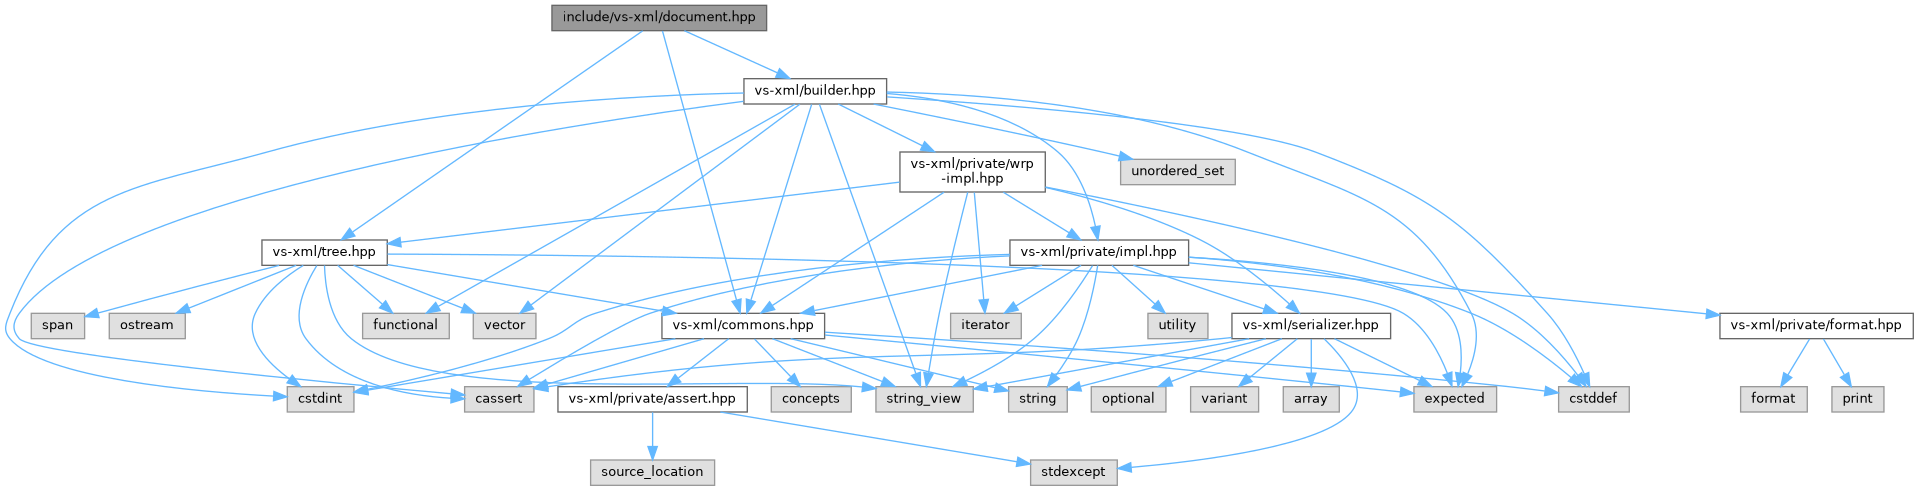 include/vs-xml/document.hpp
vs-xml/builder.hpp
vs-xml/private/wrp
-impl.hpp
unordered_set
vs-xml/tree.hpp
vs-xml/private/impl.hpp
span
ostream
functional
vector
vs-xml/commons.hpp
iterator
utility
vs-xml/serializer.hpp
vs-xml/private/format.hpp
cstdint
cassert
vs-xml/private/assert.hpp
concepts
string_view
string
optional
variant
array
expected
cstddef
format
print
source_location
stdexcept